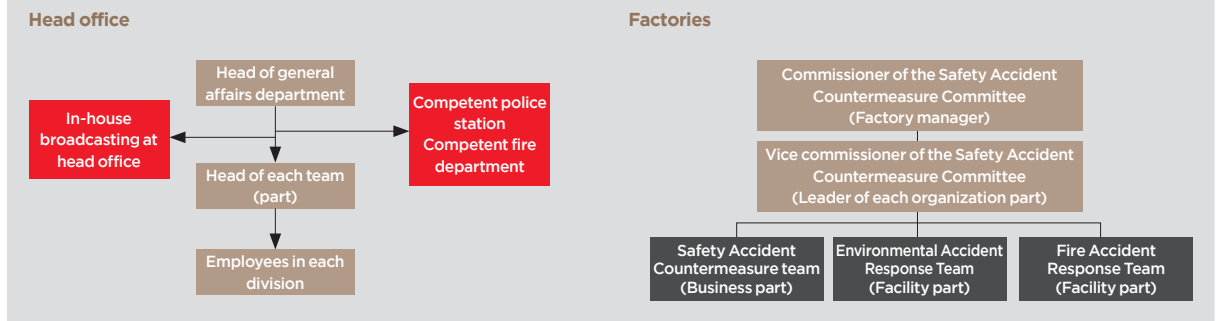 Head office
Head of general
affairs department
In-house
broadcasting at
head office
Competent police
station
Competent fire
department
Head of each team
(part)
Employees in each
division
Factories
Commissioner of the Safety Accident
Countermeasure Committee
(Factory manager)
Vice commissioner of the Safety Accident
Countermeasure Committee
(Leader of each organization part)
Safety Accident
Countermeasure team
(Business part)
Environmental Accident
Response Team
(Facility part)
Fire Accident
Response Team
(Facility part)